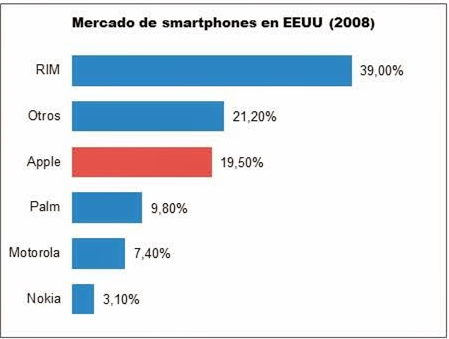 Mercado de smartphones en EEUU (2008)
RIM 39,00%
Otros 21,20%
Apple 19,50%
Palm 9,80%
Motorola 7,40%
Nokia 3,10%